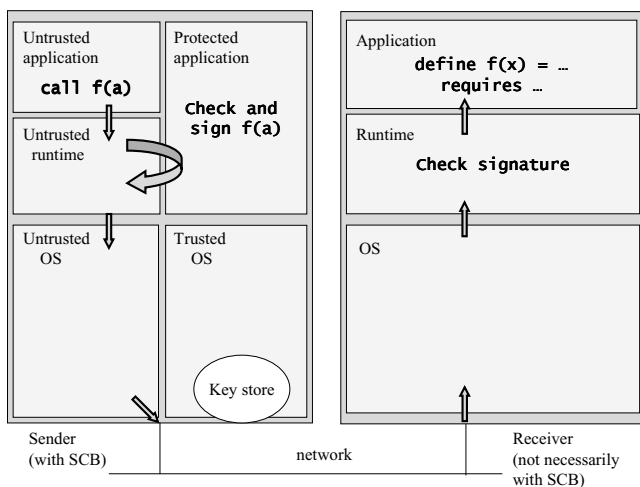 Untrusted
application
call f(a)
Protected
application
Check and
sign f(a)
Untrusted
runtime
Untrusted
OS
Trusted
OS
Key store
Sender
(with SCB)
network
Application
define f(x) = …
requires …
Runtime
Check signature
OS
Receiver
(not necessarily
with SCB)